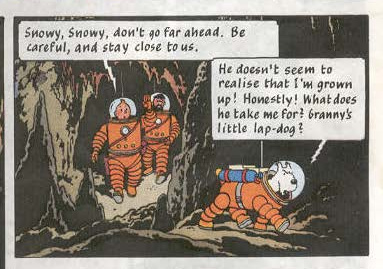 Snowy, Snowy, don't go far ahead. Be
careful, and stay close to us.
He doesn't seem to
realise that I'm grown
up! Honestly! What does
he take me for? Granny's
little lap-dog?